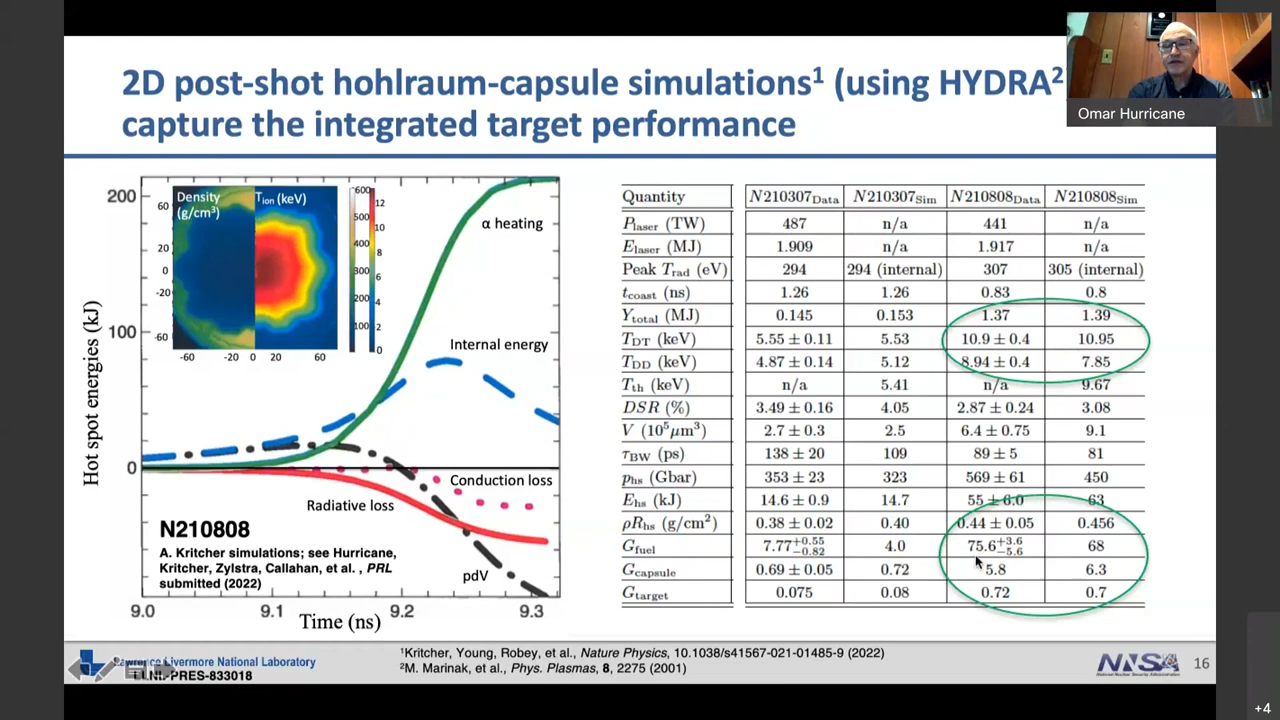 Omar Hurricane
2D post-shot hohlraum-capsule simulations¹ (using HYDRA²
capture the integrated target performance
Density
(g/cm³)
T_ion (keV)
60
20
0
-20
-60
-60
-20
0
20
60
600
500
400
300
200
100
12
10
8
6
4
2
0
200
100
0
Hot spot energies (kJ)
α heating
Internal energy
Conduction loss
Radiative loss
pdV
N210808
A. Kritcher simulations; see Hurricane,
Kritcher, Zylstra, Callahan, et al. , PRL
submitted (2022)
9.0 9.1 9.2 9.3
Time (ns)
Quantity N210307_Data N210307_Sim N210808_Data N210808_Sim
P_laser (TW) 487 n/a 441 n/a
E_laser (MJ) 1.909 n/a 1.917 n/a
Peak T_rad (eV) 294 294 (internal) 307 305 (internal)
t_coast (ns) 1.26 1.26 0.83 0.8
Y_total (MJ) 0.145 0.153 1.37 1.39
T_DT (keV) 5.55 ± 0.11 5.53 10.9 ± 0.4 10.95
T_DD (keV) 4.87 ± 0.14 5.12 8.94 ± 0.4 7.85
T_th (keV) n/a 5.41 n/a 9.67
DSR (%) 3.49 ± 0.16 4.05 2.87 ± 0.24 3.08
V (10⁵μm³) 2.7 ± 0.3 2.5 6.4 ± 0.75 9.1
τ_BW (ps) 138 ± 20 109 89 ± 5 81
p_hs (Gbar) 353 ± 23 323 569 ± 61 450
E_hs (kJ) 14.6 ± 0.9 14.7 55 ± 6.0 63
ρR_hs (g/cm²) 0.38 ± 0.02 0.40 0.44 ± 0.05 0.456
G_fuel 7.77+0.55−0.82 4.0 75.6+3.6−5.6 68
G_capsule 0.69 ± 0.05 0.72 5.8 6.3
G_target 0.075 0.08 0.72 0.7
Lawrence Livermore National Laboratory
LLNL-PRES-833018
¹Kritcher, Young, Robey, et al., Nature Physics, 10.1038/s41567-021-01485-9 (2022)
²M. Marinak, et al., Phys. Plasmas, 8, 2275 (2001)
NNSA
National Nuclear Security Administration
16
+4